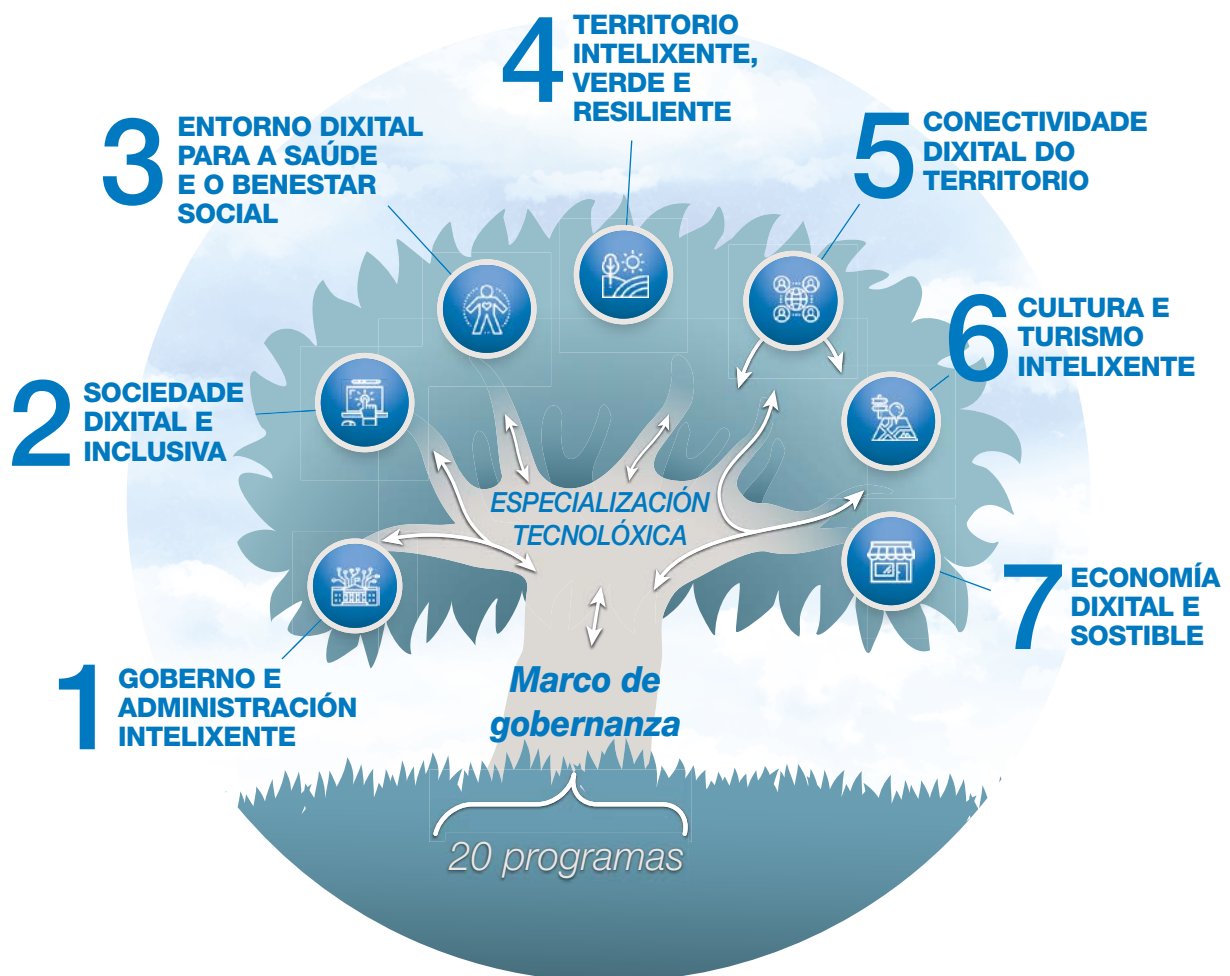 1
GOBERNO E
ADMINISTRACIÓN
INTELIXENTE
2
SOCIEDADE
DIXITAL E
INCLUSIVA
3
ENTORNO DIXITAL
PARA A SAÚDE
E O BENESTAR
SOCIAL
4
TERRITORIO
INTELIXENTE,
VERDE E
RESILIENTE
5
CONECTIVIDADE
DIXITAL DO
TERRITORIO
6
CULTURA E
TURISMO
INTELIXENTE
7
ECONOMÍA
DIXITAL E
SOSTIBLE
ESPECIALIZACIÓN
TECNOLÓXICA
Marco de
gobernanza
20 programas